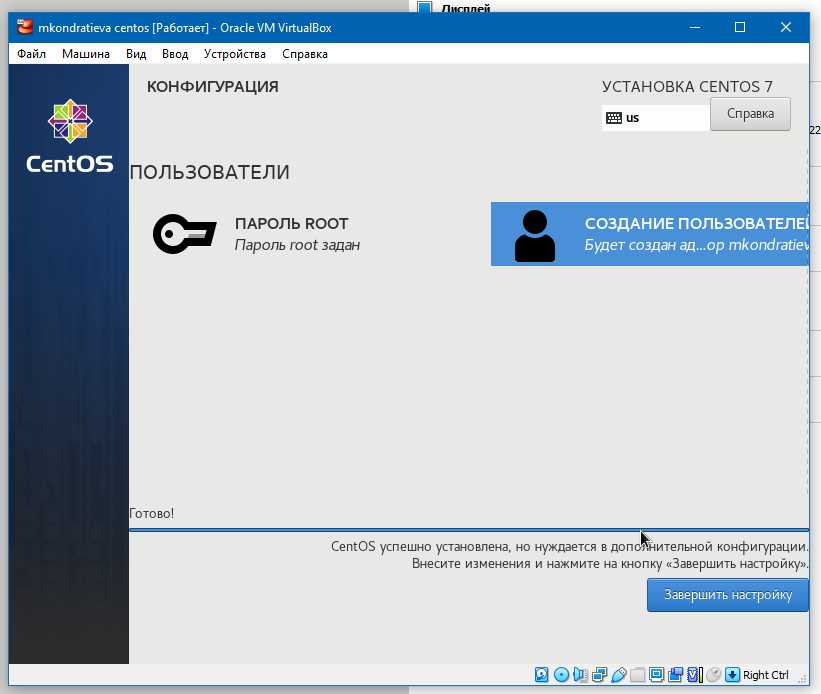 Дисплей
mkondratieva centos [Работает] - Oracle VM VirtualBox
Файл Машина Вид Ввод Устройства Справка
КОНФИГУРАЦИЯ
УСТАНОВКА CENTOS 7
us
Справка
22
CentOS
ПОЛЬЗОВАТЕЛИ
ПАРОЛЬ ROOT
Пароль root задан
СОЗДАНИЕ ПОЛЬЗОВАТЕЛЕЙ
Будет создан ад...ор mkondratiev
Готово!
CentOS успешно установлена, но нуждается в дополнительной конфигурации.
Внесите изменения и нажмите на кнопку «Завершить настройку».
Завершить настройку
Right Ctrl